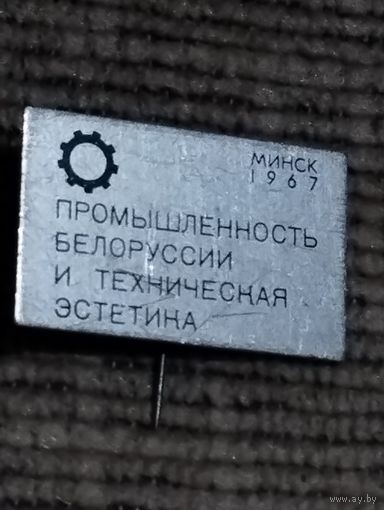 МИНСК
1967
ПРОМЫШЛЕННОСТЬ
БЕЛОРУССИИ
И ТЕХНИЧЕСКАЯ
ЭСТЕТИКА
www.ay.by